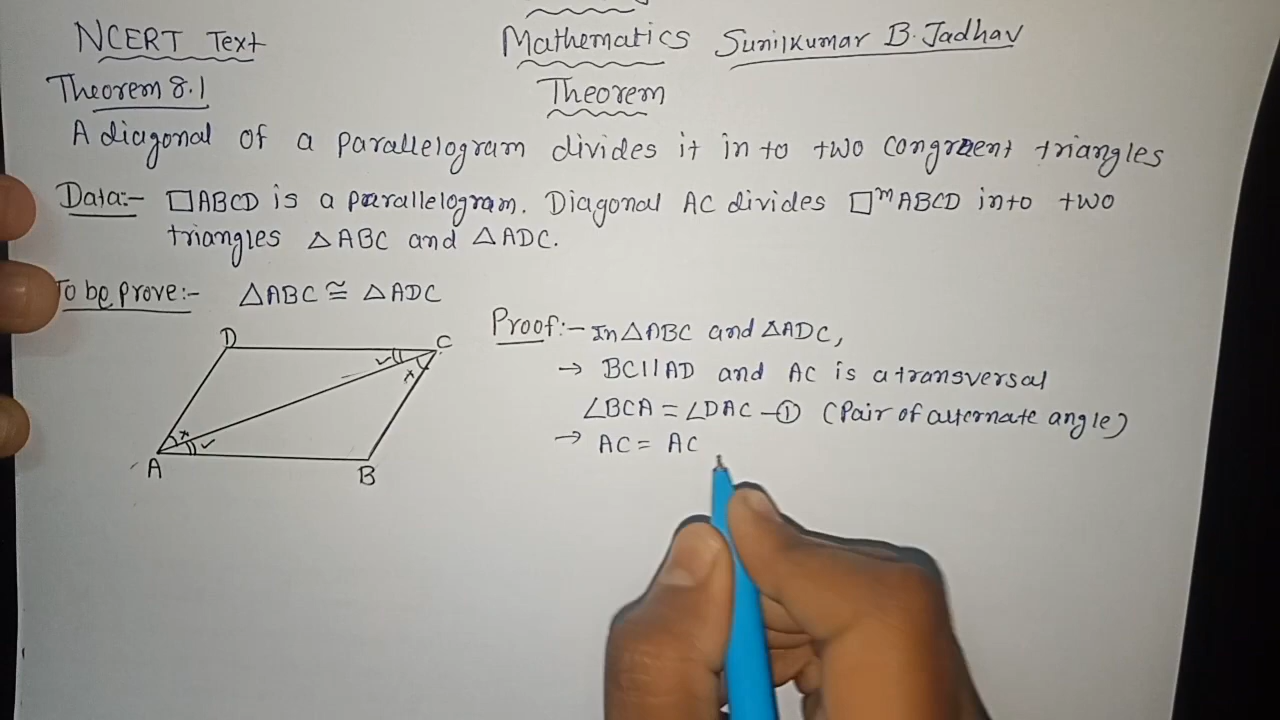 NCERT Text
Mathematics Sunilkumar B. Jadhav
Theorem 8.1
Theorem
A diagonal of a parallelogram divides it in to two congruent triangles
Data:- □ABCD is a parallelogram. Diagonal AC divides □ᵐABCD into two
triangles △ABC and △ADC.
To be prove:- △ABC ≅ △ADC
D
C
A
B
x
✓
✓
x
Proof:- In △ABC and △ADC,
→ BC||AD and AC is a transversal
∠BCA = ∠DAC —① (Pair of alternate angle)
→ AC = AC